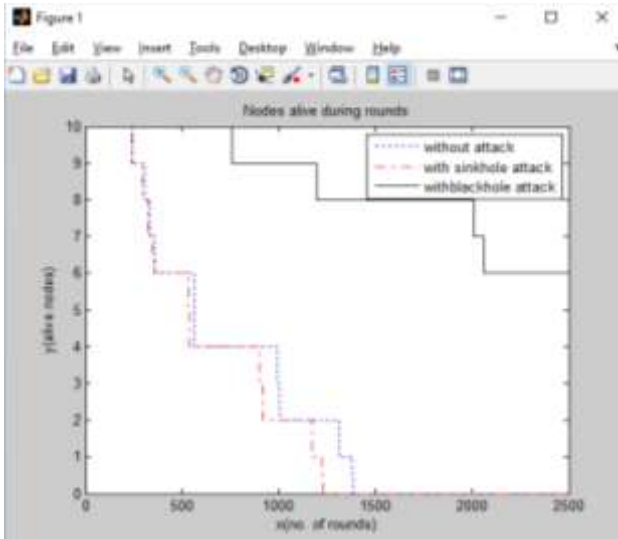 Figure 1
File Edit View Insert Tools Desktop Window Help
Nodes alive during rounds
10
9
8
7
6
5
4
3
2
1
0
y(alive nodes)
without attack
with sinkhole attack
withblackhole attack
0 500 1000 1500 2000 2500
x(no. of rounds)